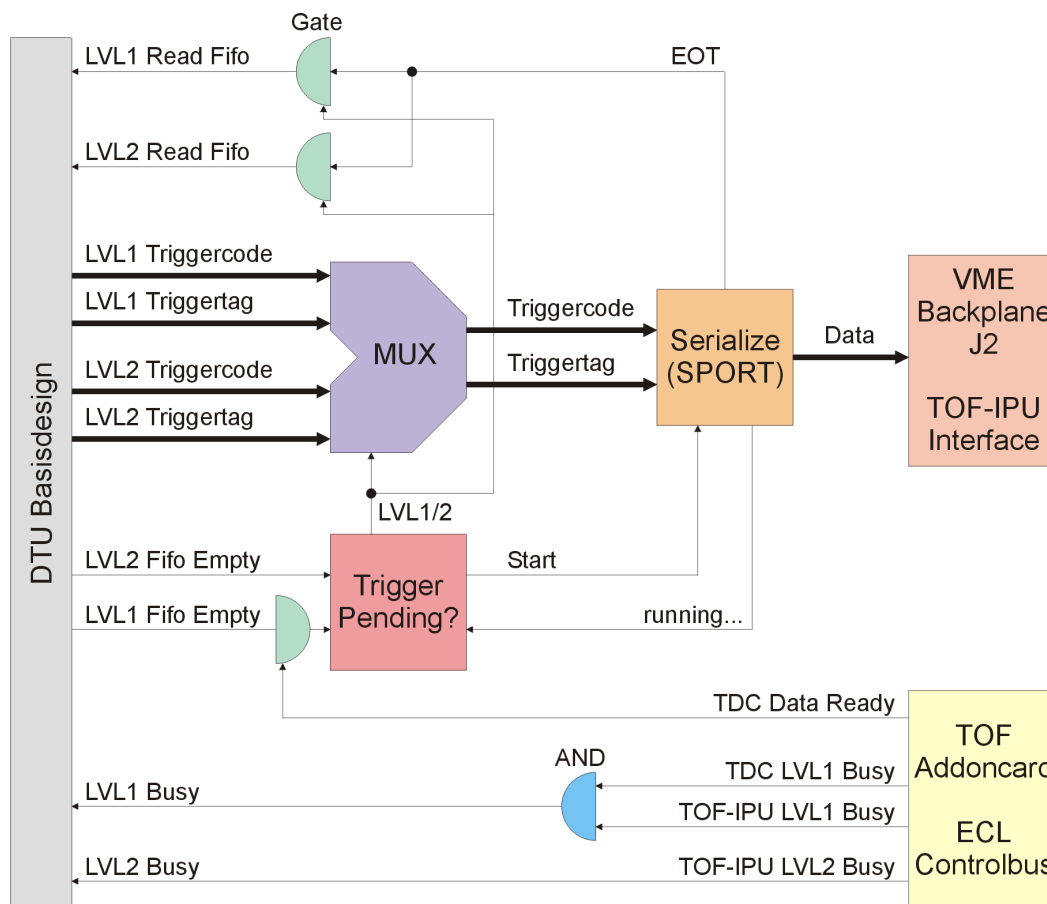 Gate
LVL1 Read Fifo
EOT
LVL2 Read Fifo
LVL1 Triggercode
LVL1 Triggertag
LVL2 Triggercode
LVL2 Triggertag
MUX
Triggercode
Triggertag
Serialize
(SPORT)
Data
VME
Backplane
J2
TOF-IPU
Interface
DTU Basisdesign
LVL1/2
LVL2 Fifo Empty
LVL1 Fifo Empty
Trigger
Pending?
Start
running...
TDC Data Ready
AND
TDC LVL1 Busy
LVL1 Busy
TOF-IPU LVL1 Busy
LVL2 Busy
TOF-IPU LVL2 Busy
TOF
Addoncard
ECL
Controlbus